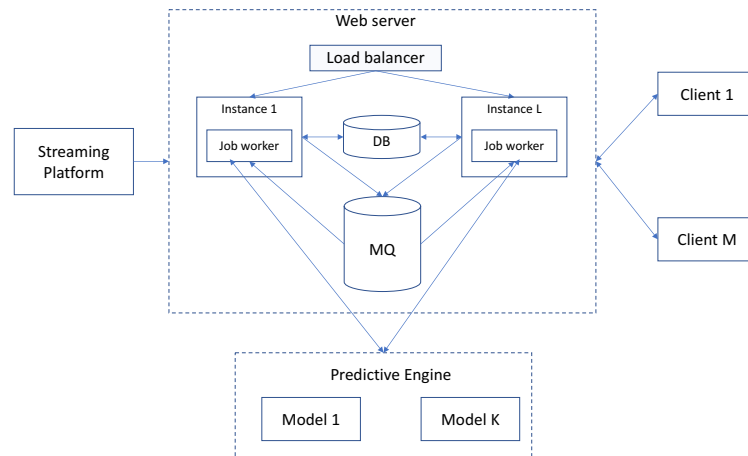 Web server
Load balancer
Instance 1
Job worker
DB
Instance L
Job worker
MQ
Streaming
Platform
Client 1
Client M
Predictive Engine
Model 1
Model K